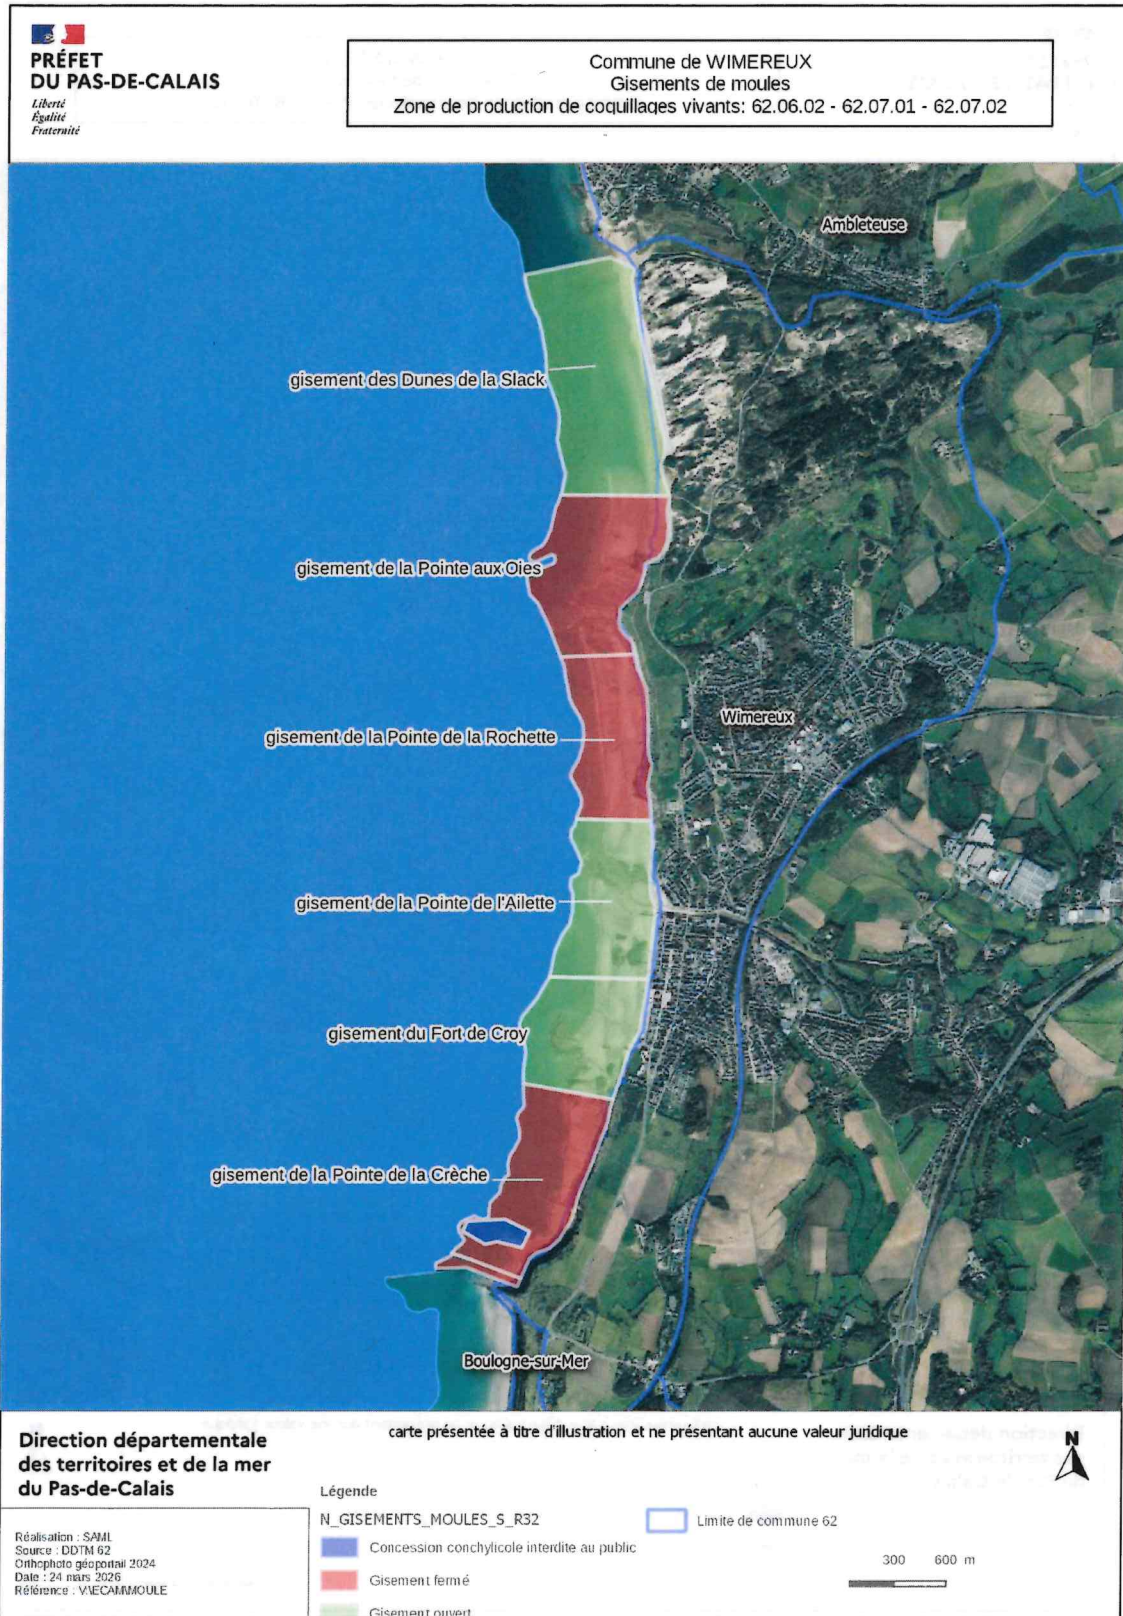 PRÉFET
DU PAS-DE-CALAIS
Liberté
Égalité
Fraternité
Commune de WIMEREUX
Gisements de moules
Zone de production de coquillages vivants: 62.06.02 - 62.07.01 - 62.07.02
Ambleteuse
gisement des Dunes de la Slack
gisement de la Pointe aux Oies
Wimereux
gisement de la Pointe de la Rochette
gisement de la Pointe de l'Ailette
gisement du Fort de Croy
gisement de la Pointe de la Crèche
Boulogne-sur-Mer
carte présentée à titre d'illustration et ne présentant aucune valeur juridique
Direction départementale
des territoires et de la mer
du Pas-de-Calais
N
Légende
N_GISEMENTS_MOULES_S_R32
Limite de commune 62
Concession conchylicole interdite au public
Gisement fermé
Gisement ouvert
300 600 m
Réalisation : SAML
Source : DDTM 62
Orthophoto géoportail 2024
Date : 24 mars 2026
Référence : V:\ECAM\MOULE